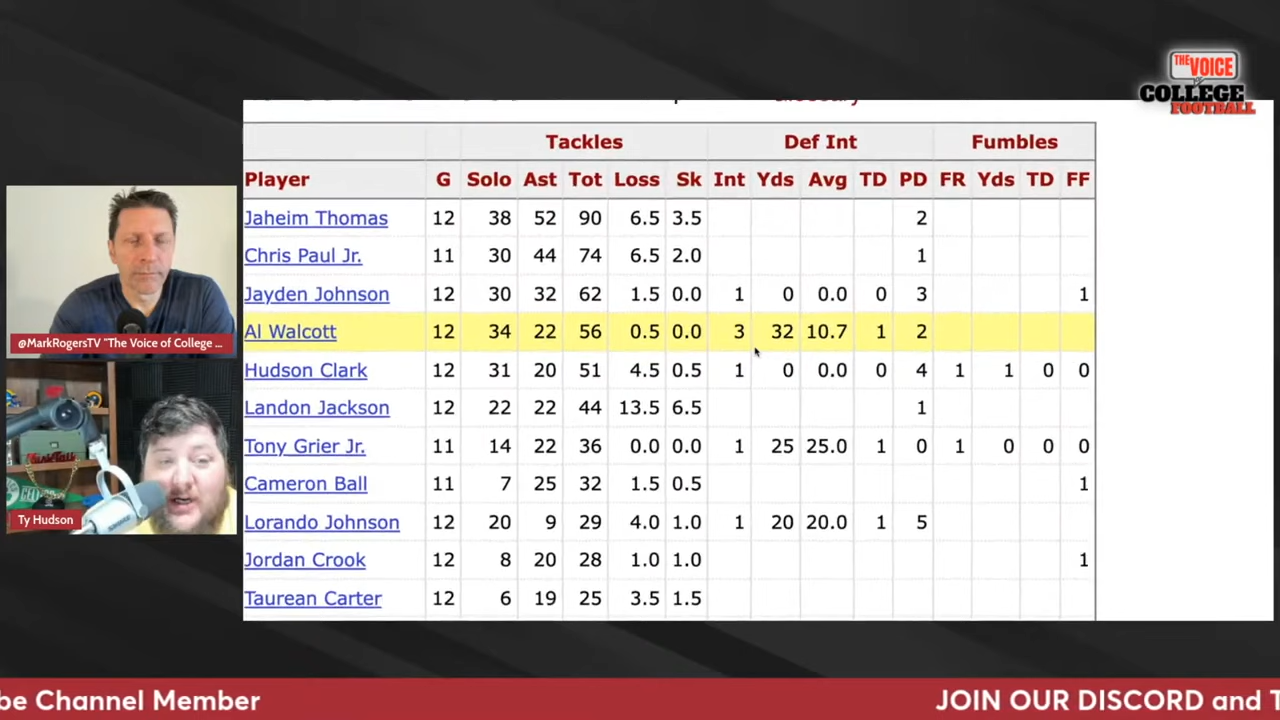 THE VOICE
OF
COLLEGE
FOOTBALL
Glossary
Tackles Def Int Fumbles
Player G Solo Ast Tot Loss Sk Int Yds Avg TD PD FR Yds TD FF
Jaheim Thomas 12 38 52 90 6.5 3.5 2
Chris Paul Jr. 11 30 44 74 6.5 2.0 1
Jayden Johnson 12 30 32 62 1.5 0.0 1 0 0.0 0 3 1
Al Walcott 12 34 22 56 0.5 0.0 3 32 10.7 1 2
Hudson Clark 12 31 20 51 4.5 0.5 1 0 0.0 0 4 1 1 0 0
Landon Jackson 12 22 22 44 13.5 6.5 1
Tony Grier Jr. 11 14 22 36 0.0 0.0 1 25 25.0 1 0 1 0 0 0
Cameron Ball 11 7 25 32 1.5 0.5 1
Lorando Johnson 12 20 9 29 4.0 1.0 1 20 20.0 1 5
Jordan Crook 12 8 20 28 1.0 1.0 1
Taurean Carter 12 6 19 25 3.5 1.5
@MarkRogersTV "The Voice of College ...
Ty Hudson
be Channel Member JOIN OUR DISCORD and T